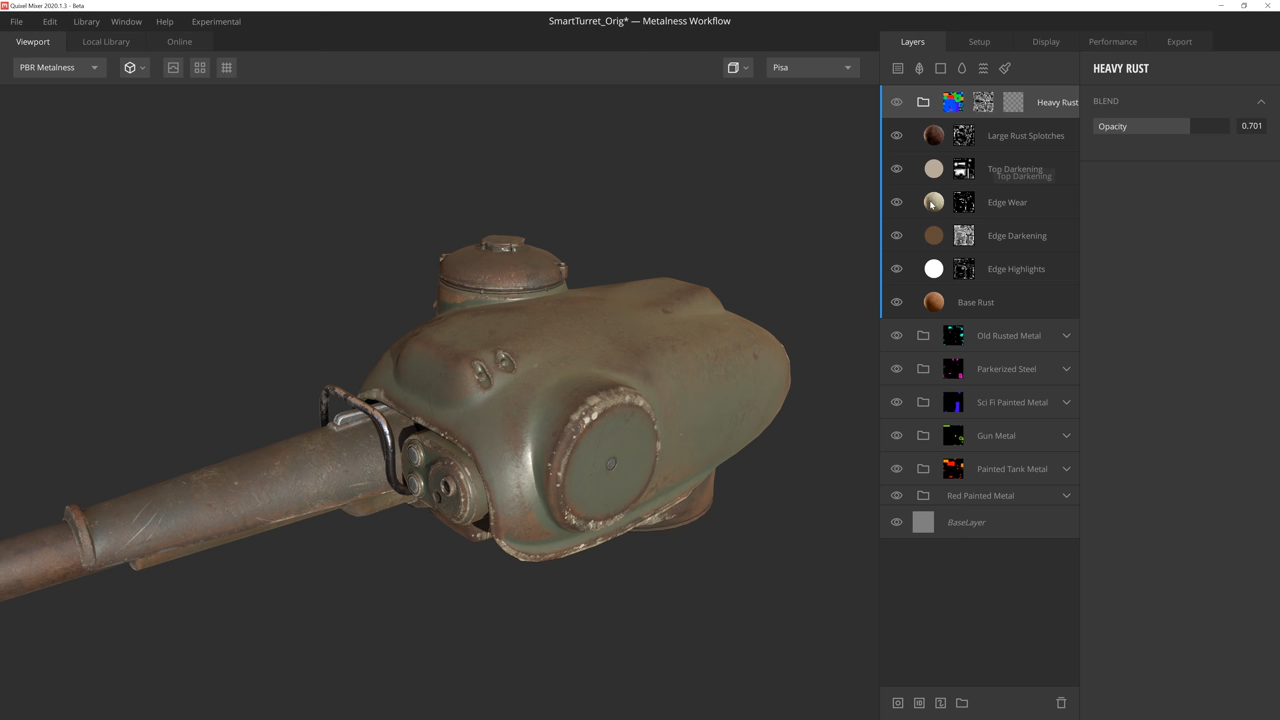 Quixel Mixer 2020.1.3 - Beta
File Edit Library Window Help Experimental
SmartTurret_Orig* — Metalness Workflow
Viewport Local Library Online
Layers Setup Display Performance Export
PBR Metalness
Pisa
HEAVY RUST
BLEND
Opacity 0.701
Heavy Rust
Large Rust Splotches
Top Darkening
Top Darkening
Edge Wear
Edge Darkening
Edge Highlights
Base Rust
Old Rusted Metal
Parkerized Steel
Sci Fi Painted Metal
Gun Metal
Painted Tank Metal
Red Painted Metal
BaseLayer